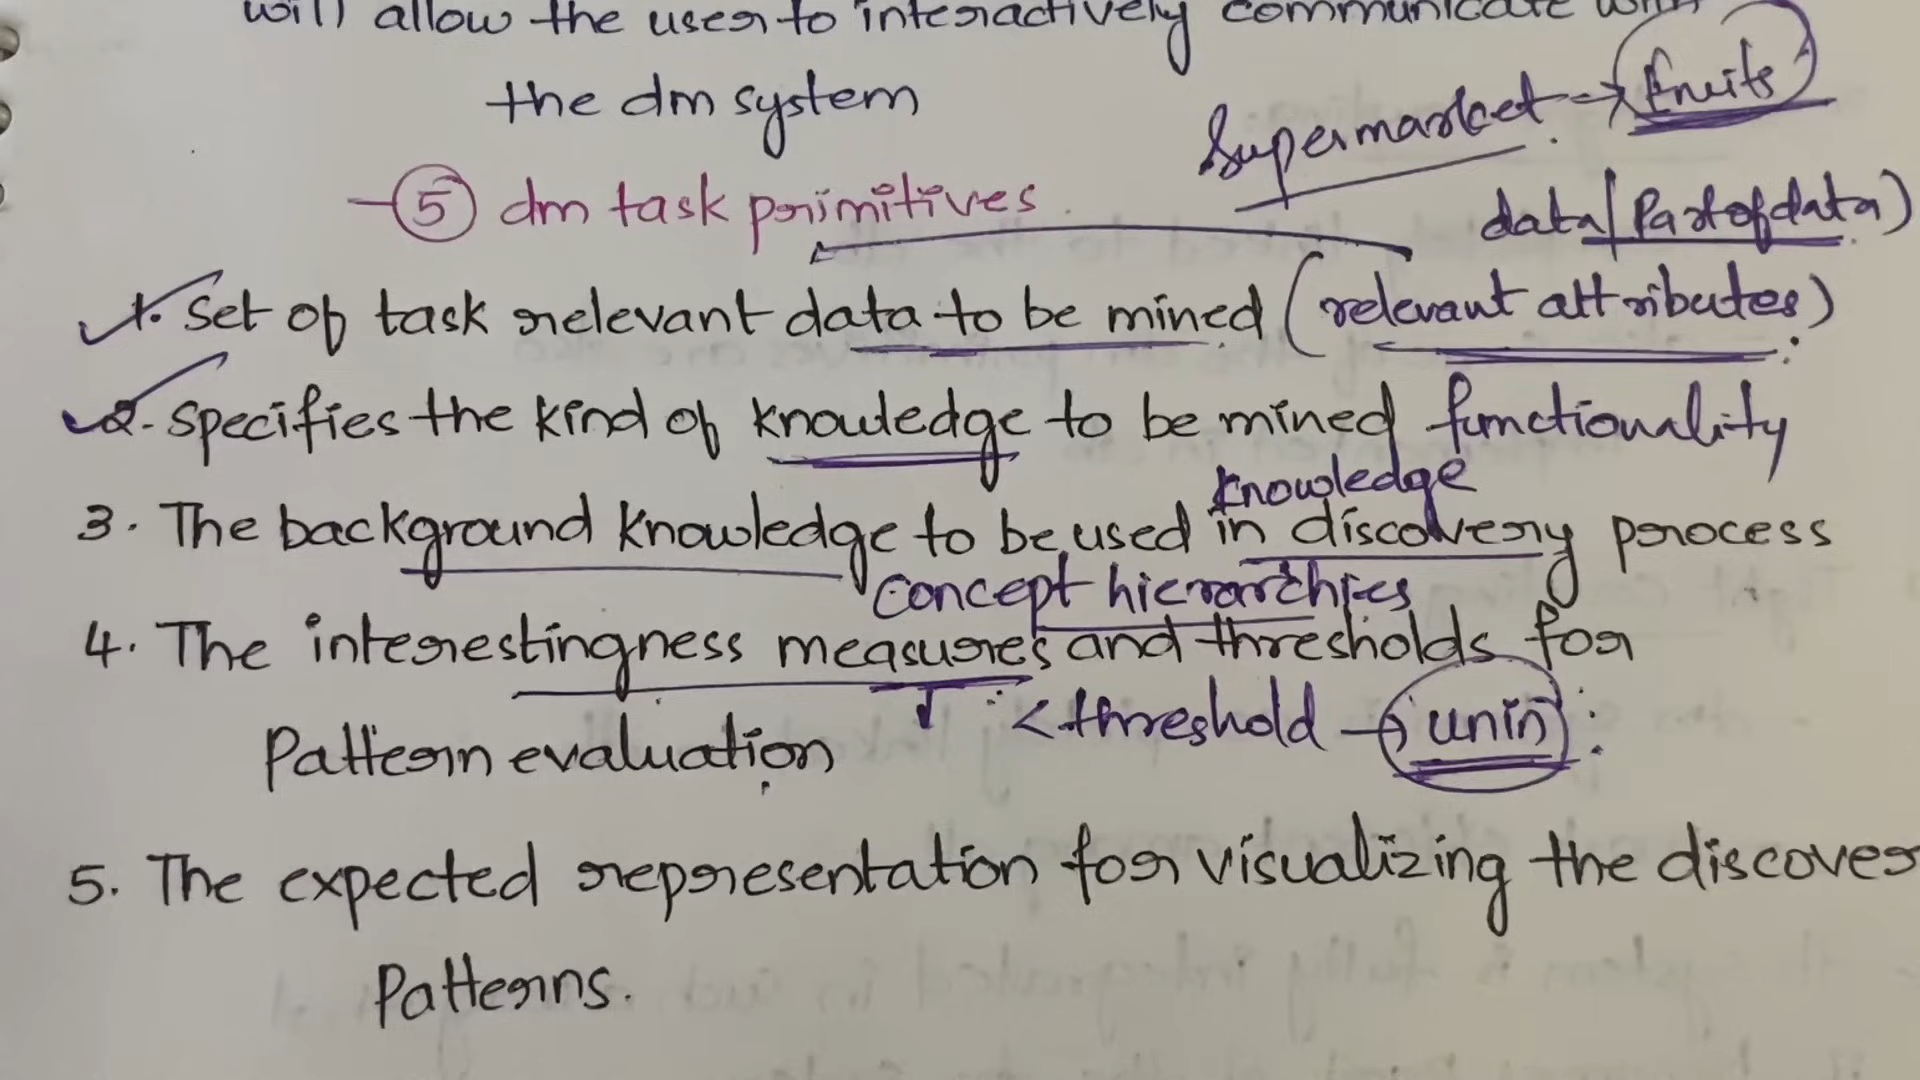 will allow the user to interactively communicate with
the dm system
Supermarket → fruits
⑤ dm task primitives
data/Part of data)
1. Set of task relevant data to be mined (relevant attributes)
2. Specifies the kind of knowledge to be mined functionality
knowledge
3. The background knowledge to be used in discovery process
concept hierarchies
4. The interestingness measures and thresholds for
< threshold → unin
Pattern evaluation
5. The expected representation for visualizing the discover
Patterns.